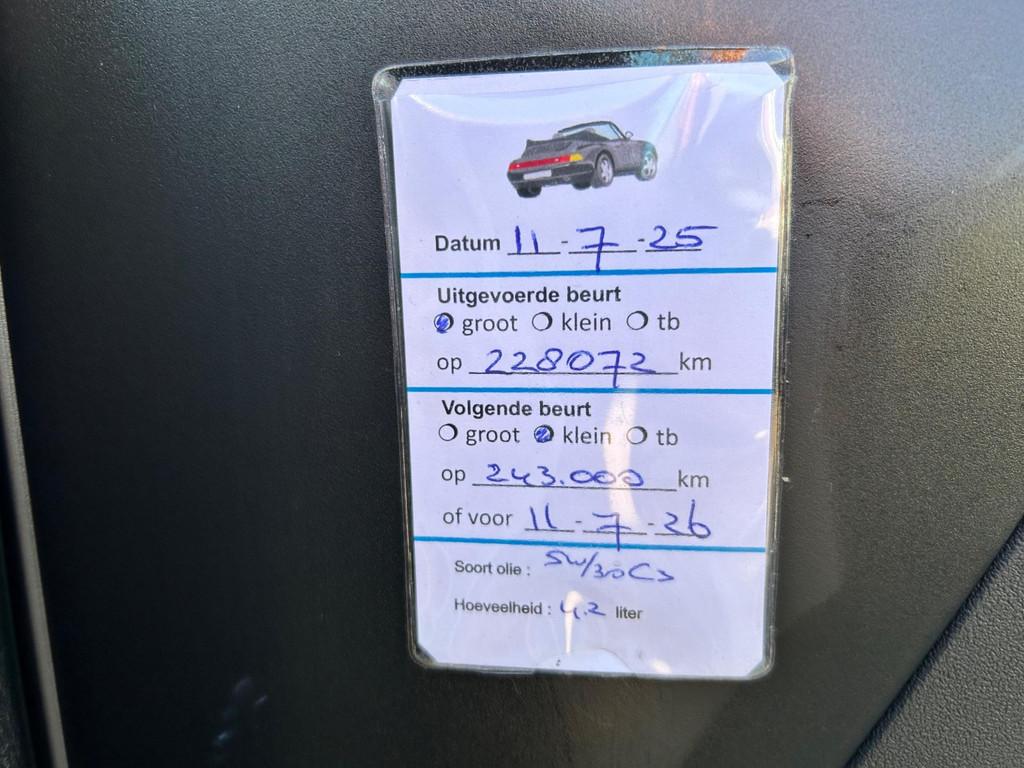 Datum 11-7-25
Uitgevoerde beurt
groot klein tb
op 228072 km
Volgende beurt
groot klein tb
op 243.000 km
of voor 11-7-26
Soort olie : 5w/30C3
Hoeveelheid : 4,2 liter